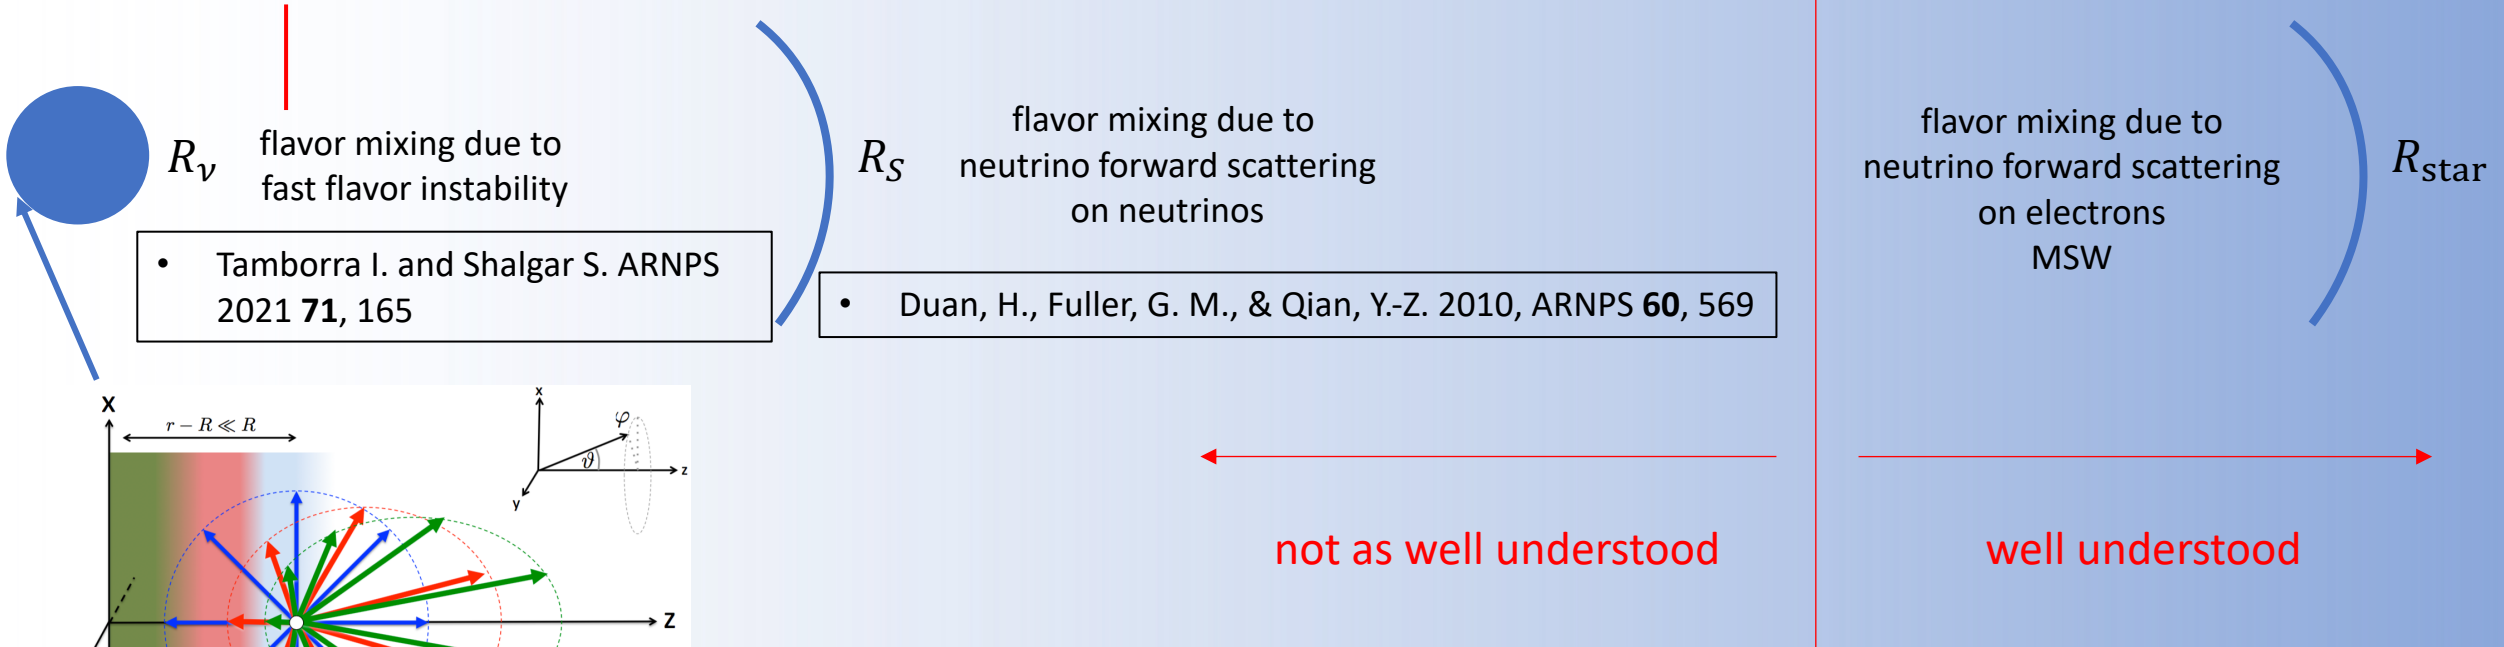 R_ν
flavor mixing due to
fast flavor instability
• Tamborra I. and Shalgar S. ARNPS
2021 71, 165
R_S
flavor mixing due to
neutrino forward scattering
on neutrinos
• Duan, H., Fuller, G. M., & Qian, Y.-Z. 2010, ARNPS 60, 569
flavor mixing due to
neutrino forward scattering
on electrons
MSW
R_star
X
r − R ≪ R
x
φ
ϑ
z
y
Z
not as well understood
well understood